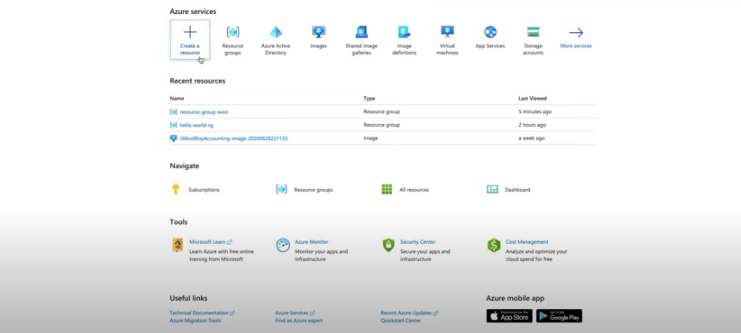 Azure services
Create a resource
Resource groups
Azure Active Directory
Images
Shared image galleries
Image definitions
Virtual machines
App Services
Storage accounts
More services
Recent resources
Name Type Last Viewed
resource-group-west Resource group 5 minutes ago
hello-world-rg Resource group 2 hours ago
JillAndRoyAccounting-image-20200628221133 Image a week ago
Navigate
Subscriptions Resource groups All resources Dashboard
Tools
Microsoft Learn
Learn Azure with free online
training from Microsoft
Azure Monitor
Monitor your apps and
infrastructure
Security Center
Secure your apps and
infrastructure
Cost Management
Analyze and optimize your
cloud spend for free
Useful links
Technical Documentation Azure Services Recent Azure Updates
Azure Migration Tools Find an Azure expert Quickstart Center
Azure mobile app
Download on the
App Store
Google Play